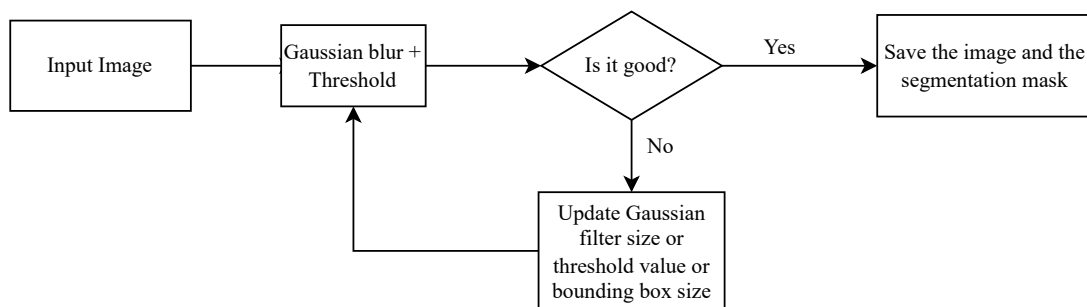 Input Image
Gaussian blur +
Threshold
Is it good?
Yes
Save the image and the
segmentation mask
No
Update Gaussian
filter size or
threshold value or
bounding box size